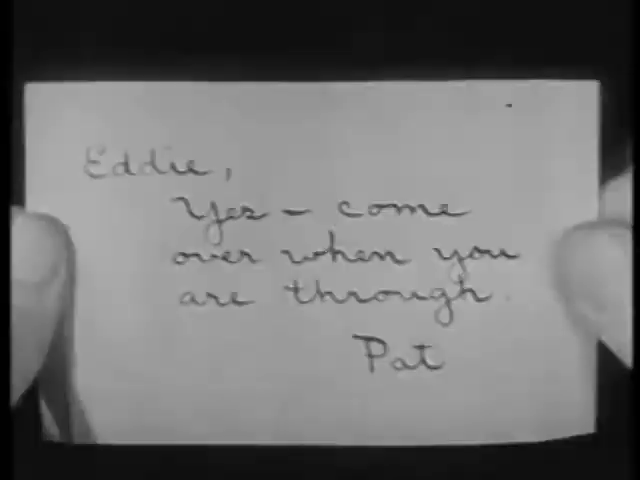 Eddie,
Yes - come
over when you
are through.
Pat